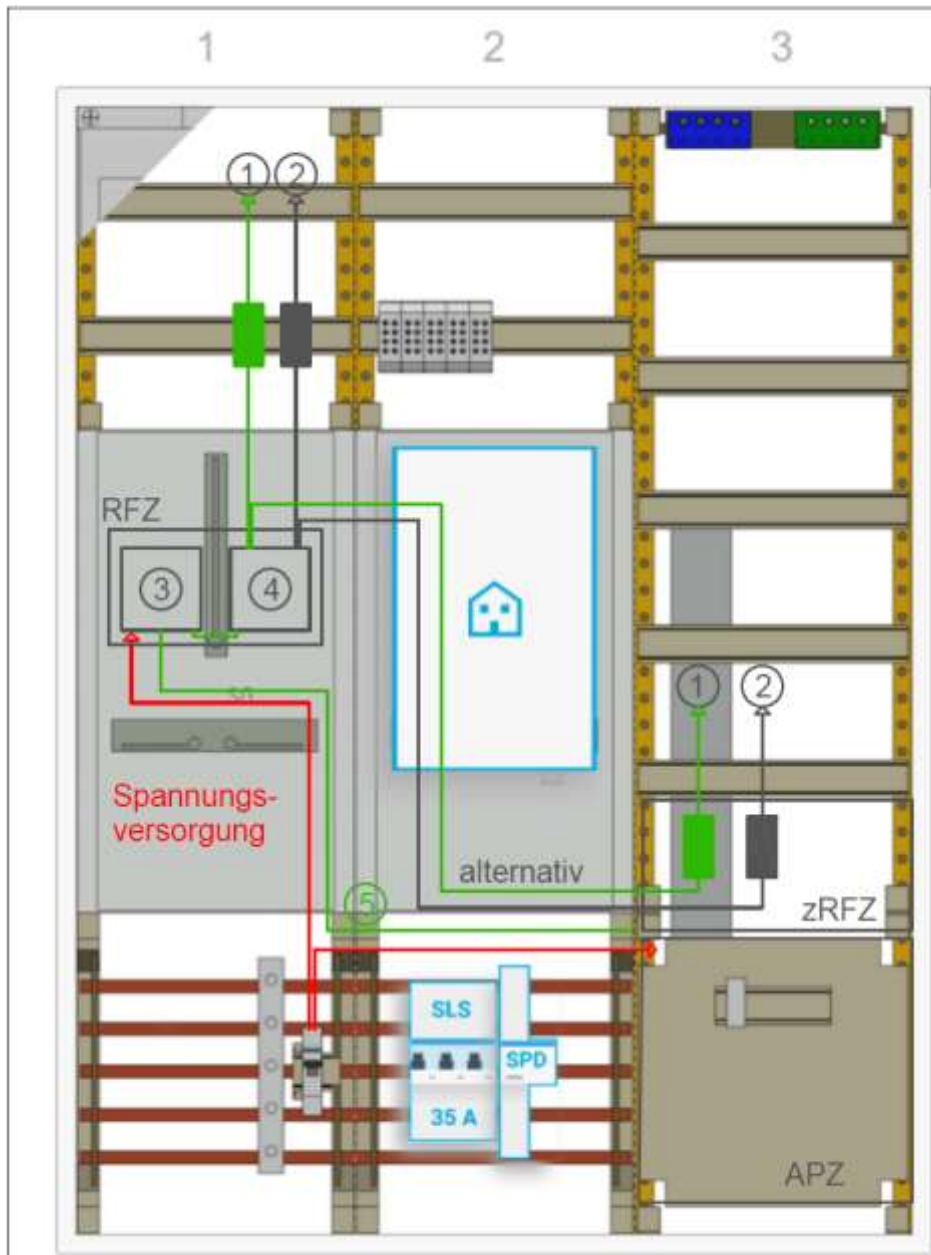 1 2 3
① ②
RFZ
③ ④
① ②
Spannungs-
versorgung
alternativ
⑤
zRFZ
SLS
SPD
35 A
APZ